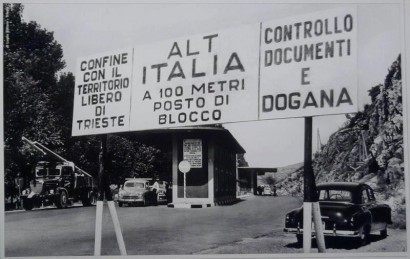 CONFINE
CON IL
TERRITORIO
LIBERO
DI
TRIESTE
ALT
ITALIA
A 100 METRI
POSTO DI
BLOCCO
CONTROLLO
DOCUMENTI
E
DOGANA